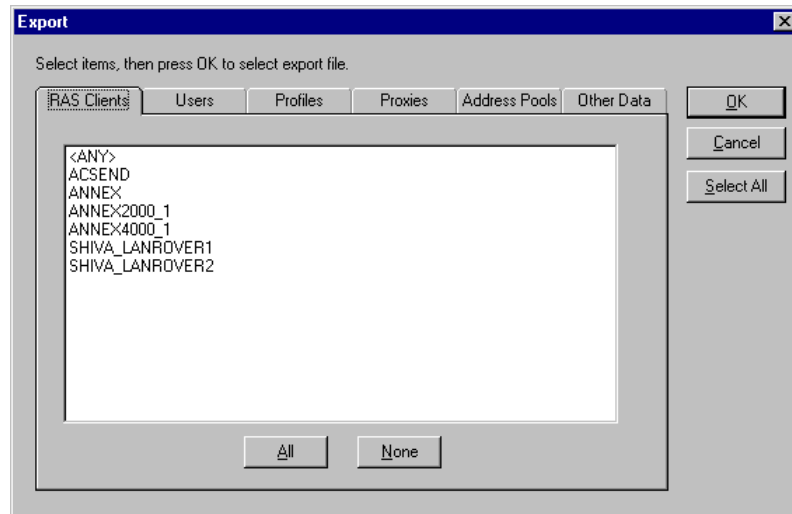 Export
Select items, then press OK to select export file.
RAS Clients Users Profiles Proxies Address Pools Other Data
OK
Cancel
Select All
<ANY>
ACSEND
ANNEX
ANNEX2000_1
ANNEX4000_1
SHIVA_LANROVER1
SHIVA_LANROVER2
All None